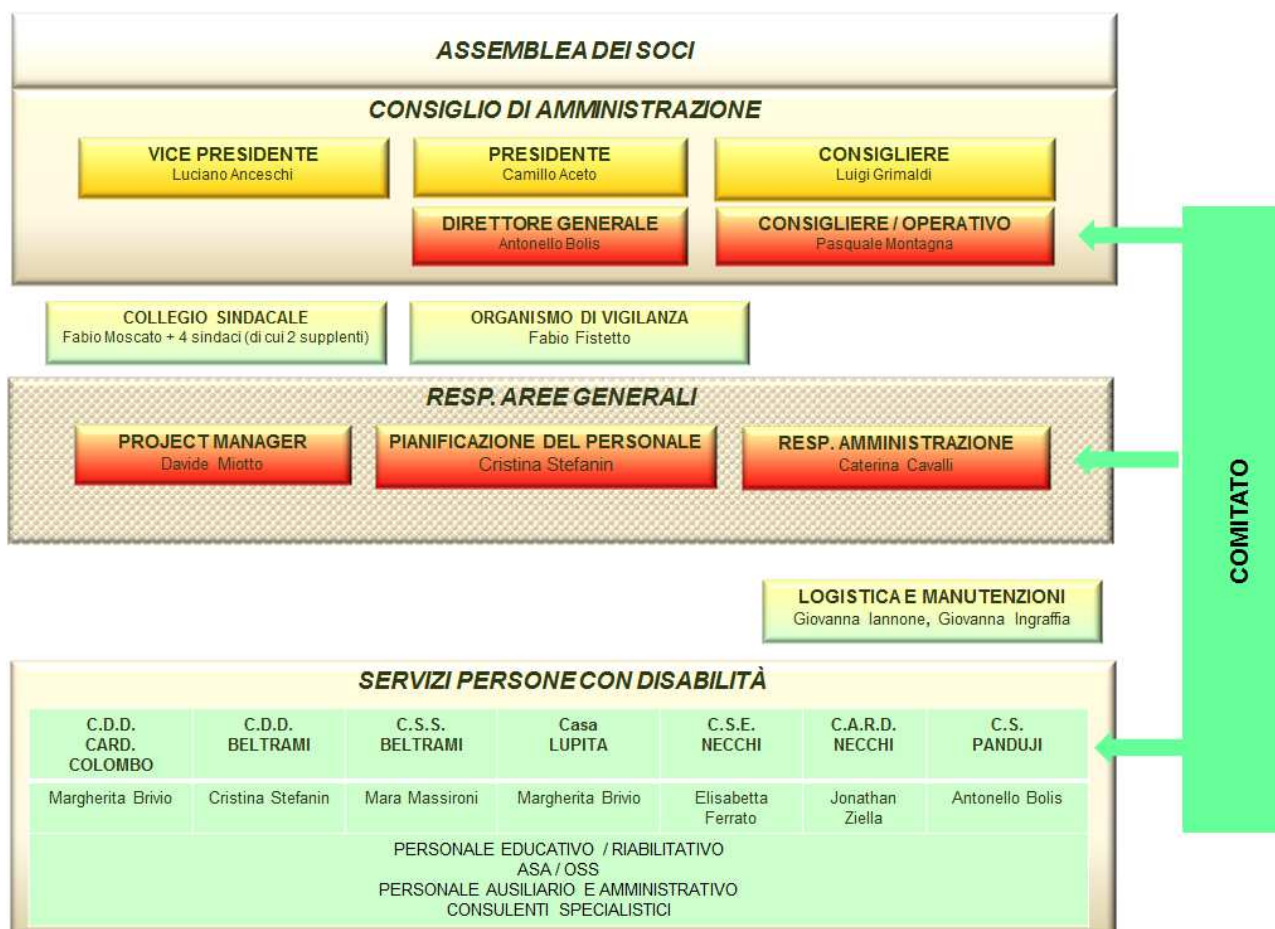 ASSEMBLEA DEI SOCI
CONSIGLIO DI AMMINISTRAZIONE
VICE PRESIDENTE
Luciano Anceschi
PRESIDENTE
Camillo Aceto
CONSIGLIERE
Luigi Grimaldi
DIRETTORE GENERALE
Antonello Bolis
CONSIGLIERE / OPERATIVO
Pasquale Montagna
COLLEGIO SINDACALE
Fabio Moscato + 4 sindaci (di cui 2 supplenti)
ORGANISMO DI VIGILANZA
Fabio Fistetto
RESP. AREE GENERALI
PROJECT MANAGER
Davide Miotto
PIANIFICAZIONE DEL PERSONALE
Cristina Stefanin
RESP. AMMINISTRAZIONE
Caterina Cavalli
COMITATO
LOGISTICA E MANUTENZIONI
Giovanna Iannone, Giovanna Ingraffia
SERVIZI PERSONE CON DISABILITÀ
C.D.D.
CARD.
COLOMBO
C.D.D.
BELTRAMI
C.S.S.
BELTRAMI
Casa
LUPITA
C.S.E.
NECCHI
C.A.R.D.
NECCHI
C.S.
PANDUJI
Margherita Brivio
Cristina Stefanin
Mara Massironi
Margherita Brivio
Elisabetta
Ferrato
Jonathan
Ziella
Antonello Bolis
PERSONALE EDUCATIVO / RIABILITATIVO
ASA / OSS
PERSONALE AUSILIARIO E AMMINISTRATIVO
CONSULENTI SPECIALISTICI